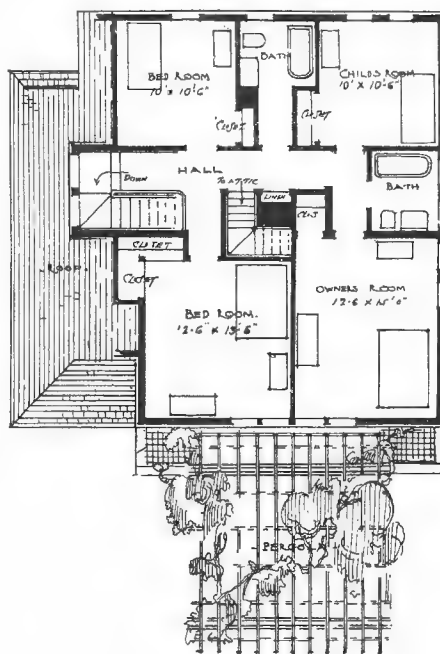 BATH
BED ROOM
10' X 10'-6"
CHILDS ROOM
10' X 10'-6"
CLOSET
CLOSET
HALL
DOWN
TO ATTIC
LINEN
CLOS
BATH
CLOSET
CLOSET
ROOF.
OWNERS ROOM
12-6 X 15'-0"
BED ROOM.
12-6" X 13'-6"
PERGOLA